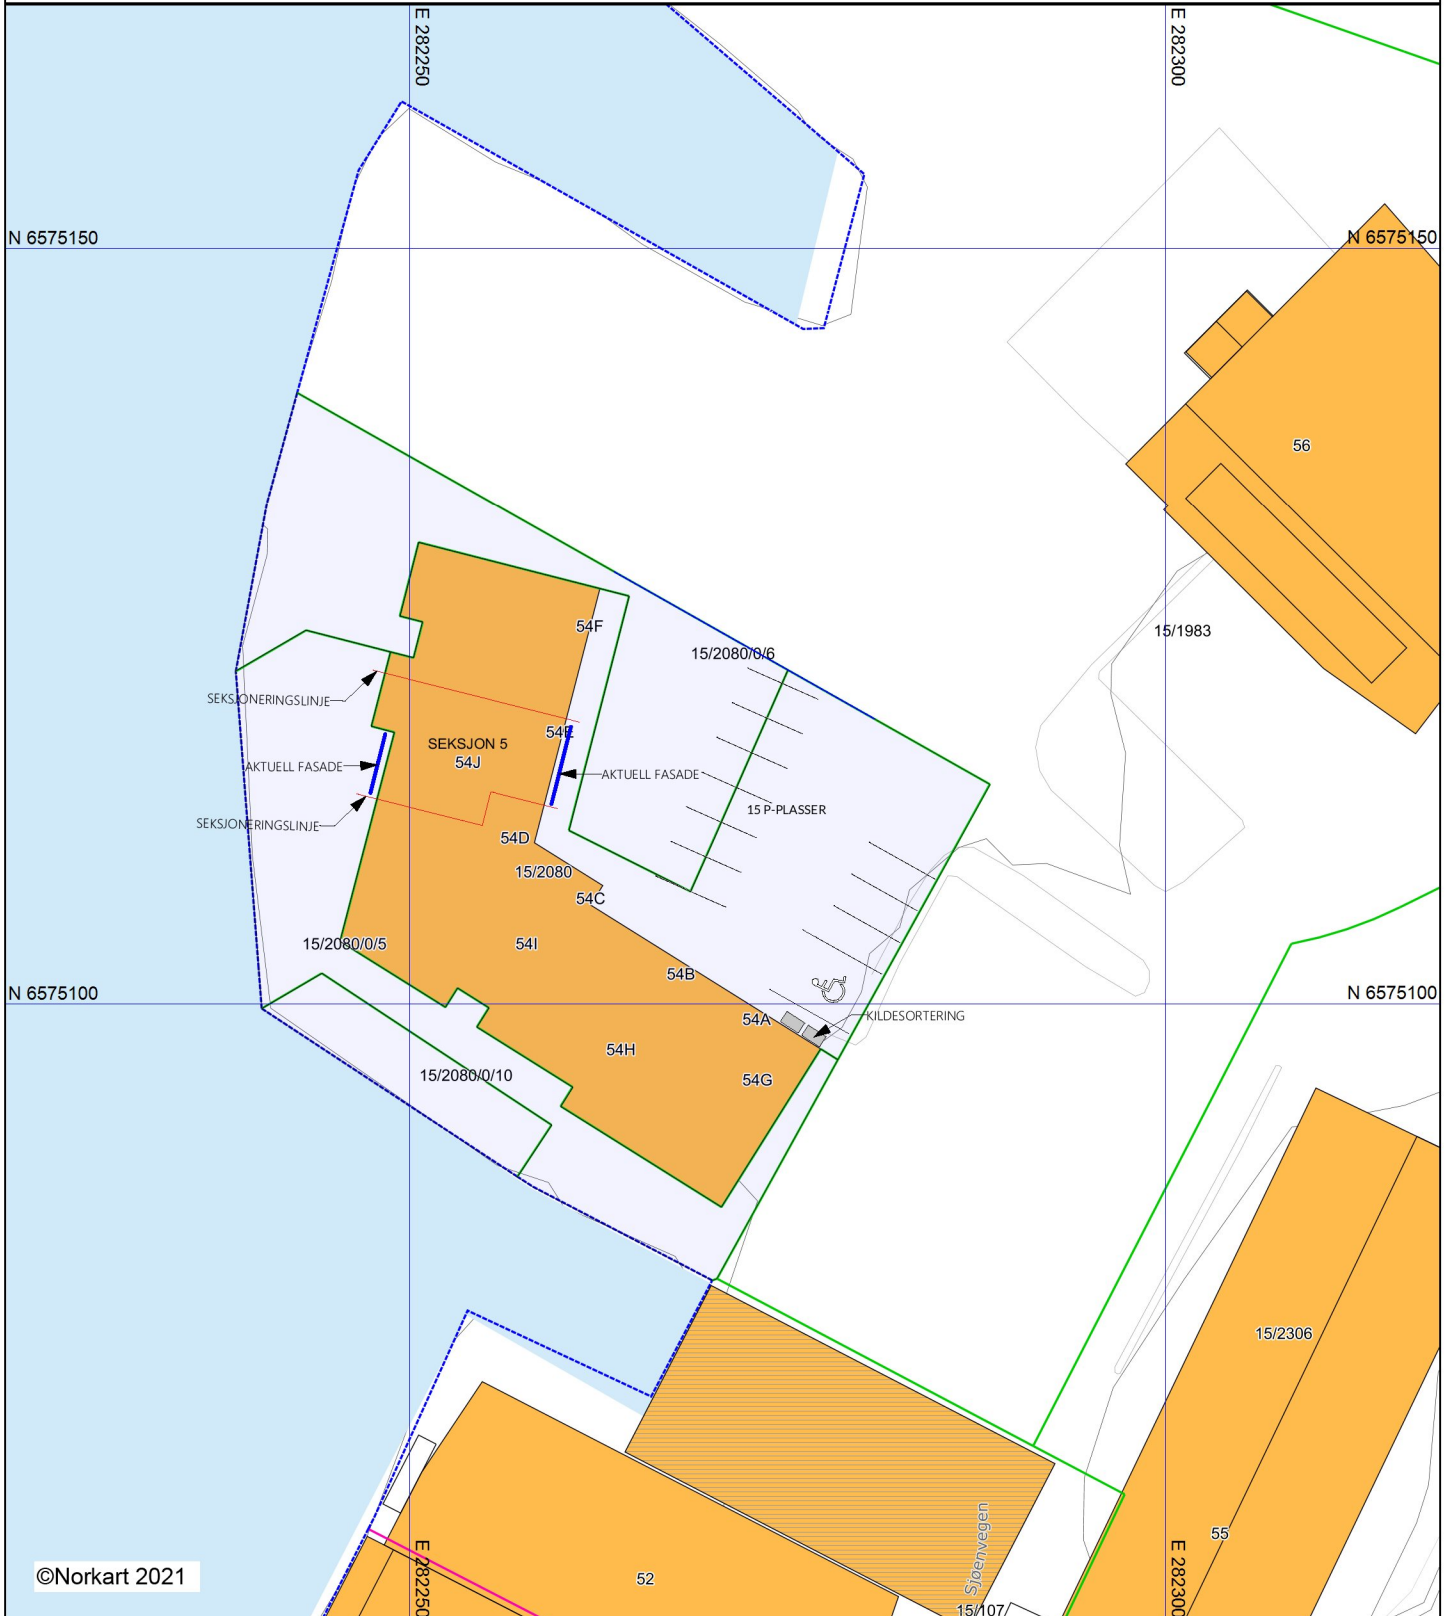 E 282250
E 282300
N 6575150
N 6575150
56
54F
15/1983
15/2080/0/6
SEKSJONERINGSLINJE
54E
SEKSJON 5
54J
AKTUELL FASADE
AKTUELL FASADE
15 P-PLASSER
SEKSJONERINGSLINJE
54D
15/2080
54C
15/2080/0/5
54I
54B
N 6575100
N 6575100
54A
KILDESORTERING
54H
15/2080/0/10
54G
15/2306
Sjøenvegen
55
E 282250
E 282300
©Norkart 2021
52
15/107